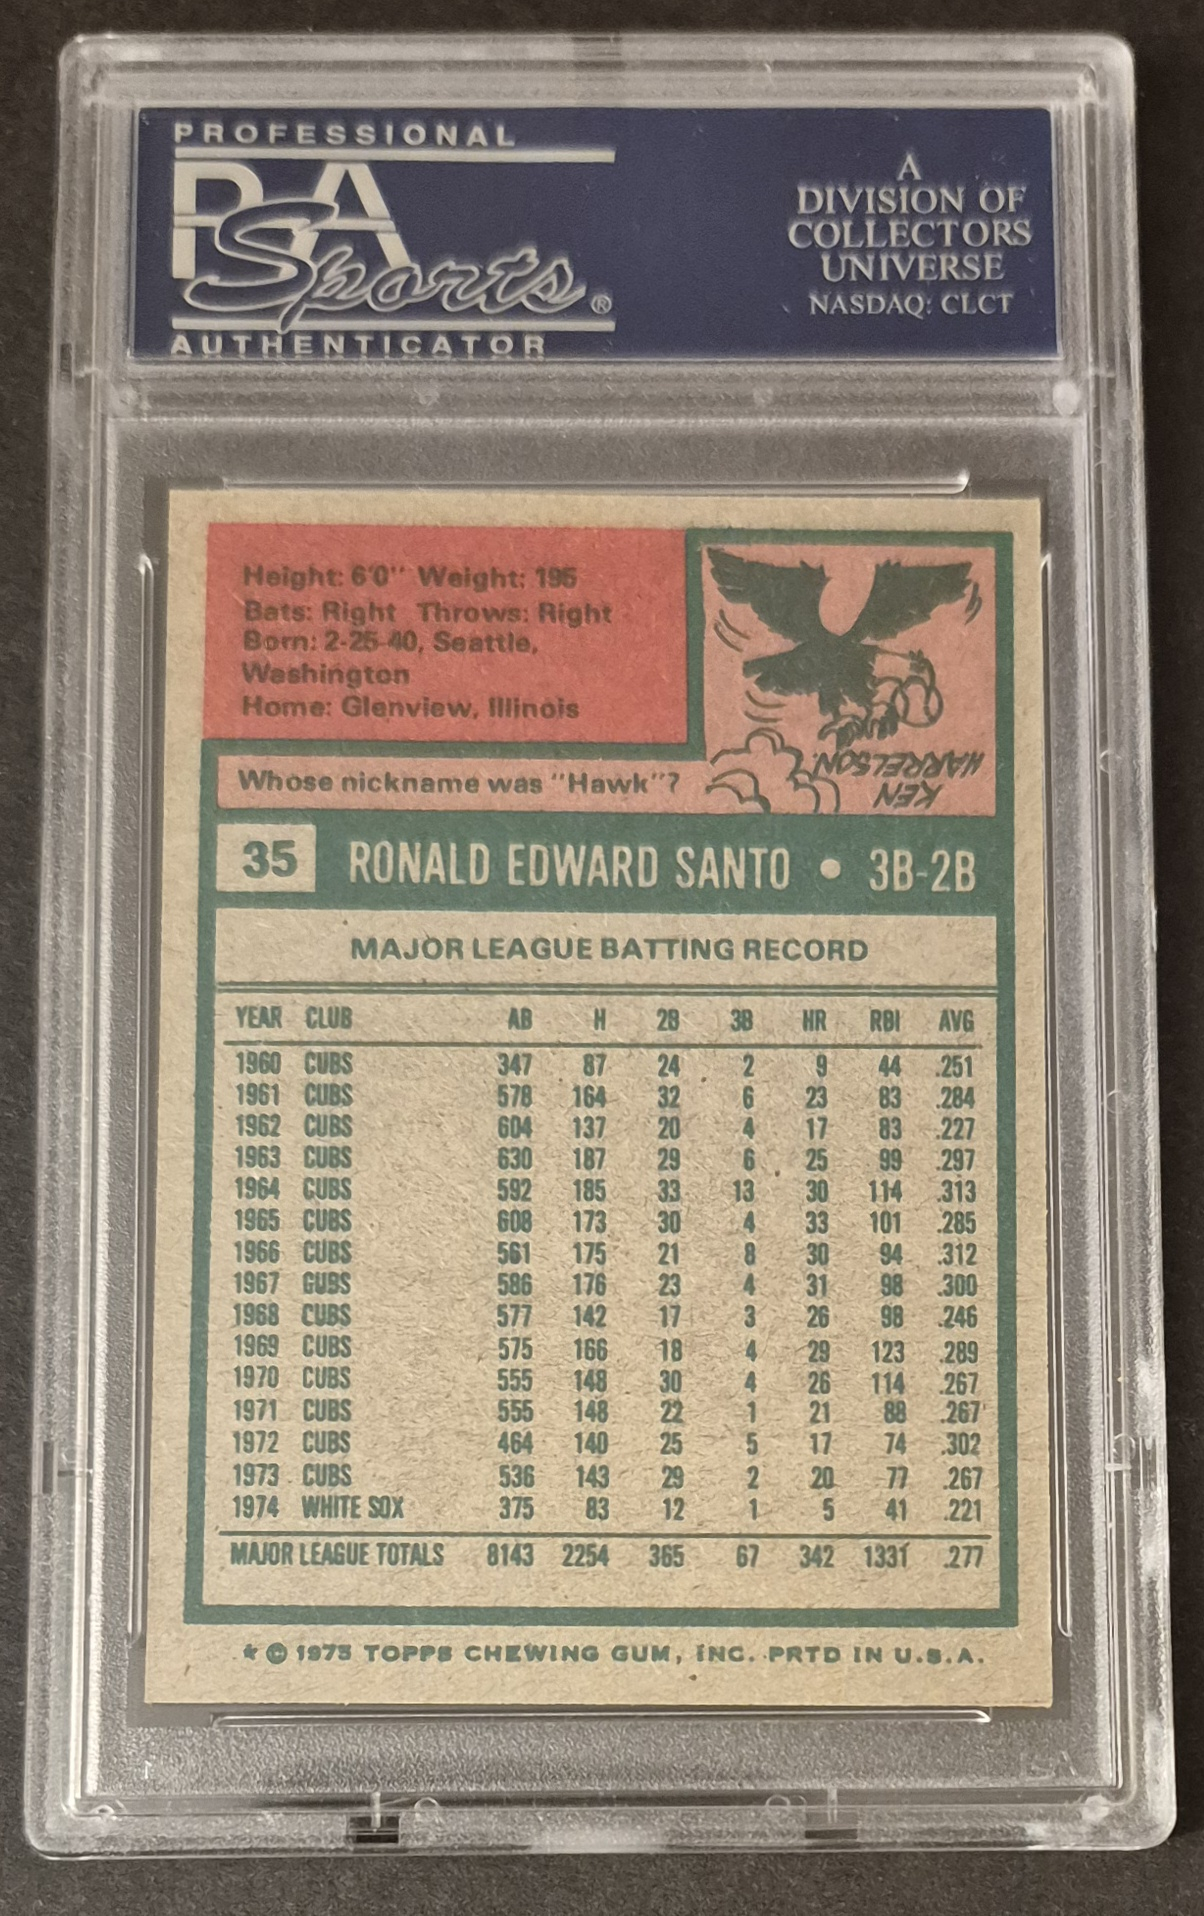 PROFESSIONAL
PSA
Sports®
AUTHENTICATOR
A
DIVISION OF
COLLECTORS
UNIVERSE
NASDAQ: CLCT
Height: 6'0" Weight: 195
Bats: Right Throws: Right
Born: 2-25-40, Seattle,
Washington
Home: Glenview, Illinois
Whose nickname was "Hawk"?
KEN
HARRELSON
35 RONALD EDWARD SANTO • 3B-2B
MAJOR LEAGUE BATTING RECORD
YEAR CLUB AB H 2B 3B HR RBI AVG
1960 CUBS 347 87 24 2 9 44 .251
1961 CUBS 578 164 32 6 23 83 .284
1962 CUBS 604 137 20 4 17 83 .227
1963 CUBS 630 187 29 6 25 99 .297
1964 CUBS 592 185 33 13 30 114 .313
1965 CUBS 608 173 30 4 33 101 .285
1966 CUBS 561 175 21 8 30 94 .312
1967 CUBS 586 176 23 4 31 98 .300
1968 CUBS 577 142 17 3 26 98 .246
1969 CUBS 575 166 18 4 29 123 .289
1970 CUBS 555 148 30 4 26 114 .267
1971 CUBS 555 148 22 1 21 88 .267
1972 CUBS 464 140 25 5 17 74 .302
1973 CUBS 536 143 29 2 20 77 .267
1974 WHITE SOX 375 83 12 1 5 41 .221
MAJOR LEAGUE TOTALS 8143 2254 365 67 342 1331 .277
* © 1975 TOPPS CHEWING GUM, INC. PRTD IN U.S.A.